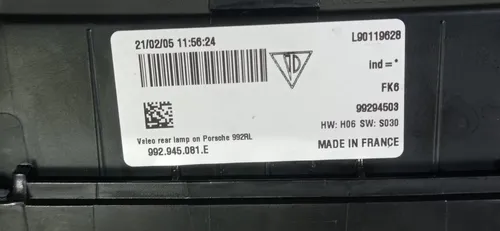 21/02/05 11:56:24
L90119628
ind =*
FK6
99294503
HW: H06 SW: S030
Valeo rear lamp on Porsche 992RL
992.945.081.E
MADE IN FRANCE